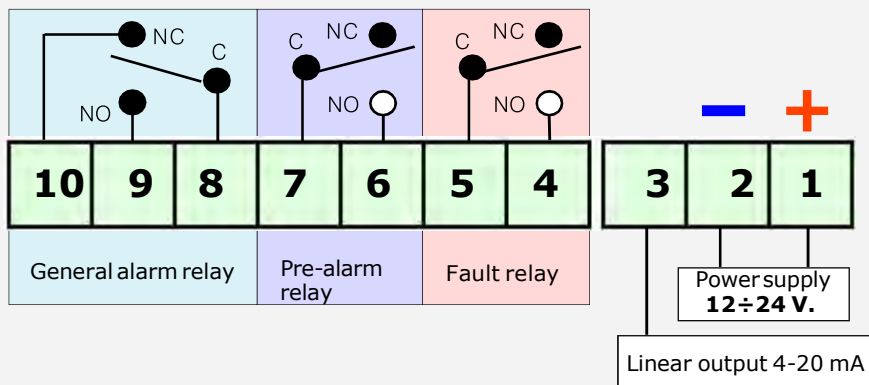 NC
C
NO
C
NC
NO
C
NC
NO
− +
10 9 8 7 6 5 4 3 2 1
General alarm relay
Pre-alarm
relay
Fault relay
Power supply
12÷24 V.
Linear output 4-20 mA